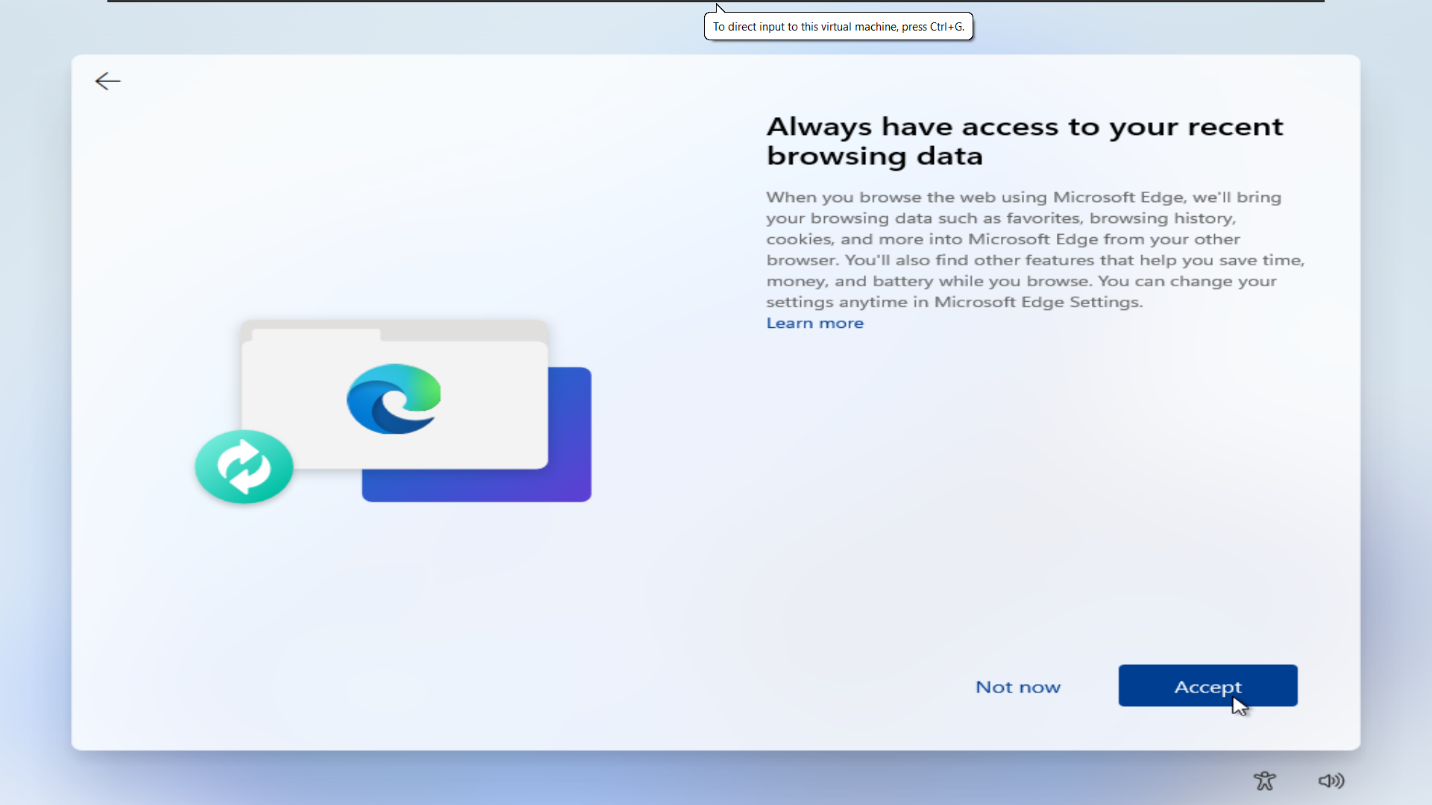 To direct input to this virtual machine, press Ctrl+G.
Always have access to your recent
browsing data
When you browse the web using Microsoft Edge, we'll bring
your browsing data such as favorites, browsing history,
cookies, and more into Microsoft Edge from your other
browser. You'll also find other features that help you save time,
money, and battery while you browse. You can change your
settings anytime in Microsoft Edge Settings.
Learn more
Not now
Accept